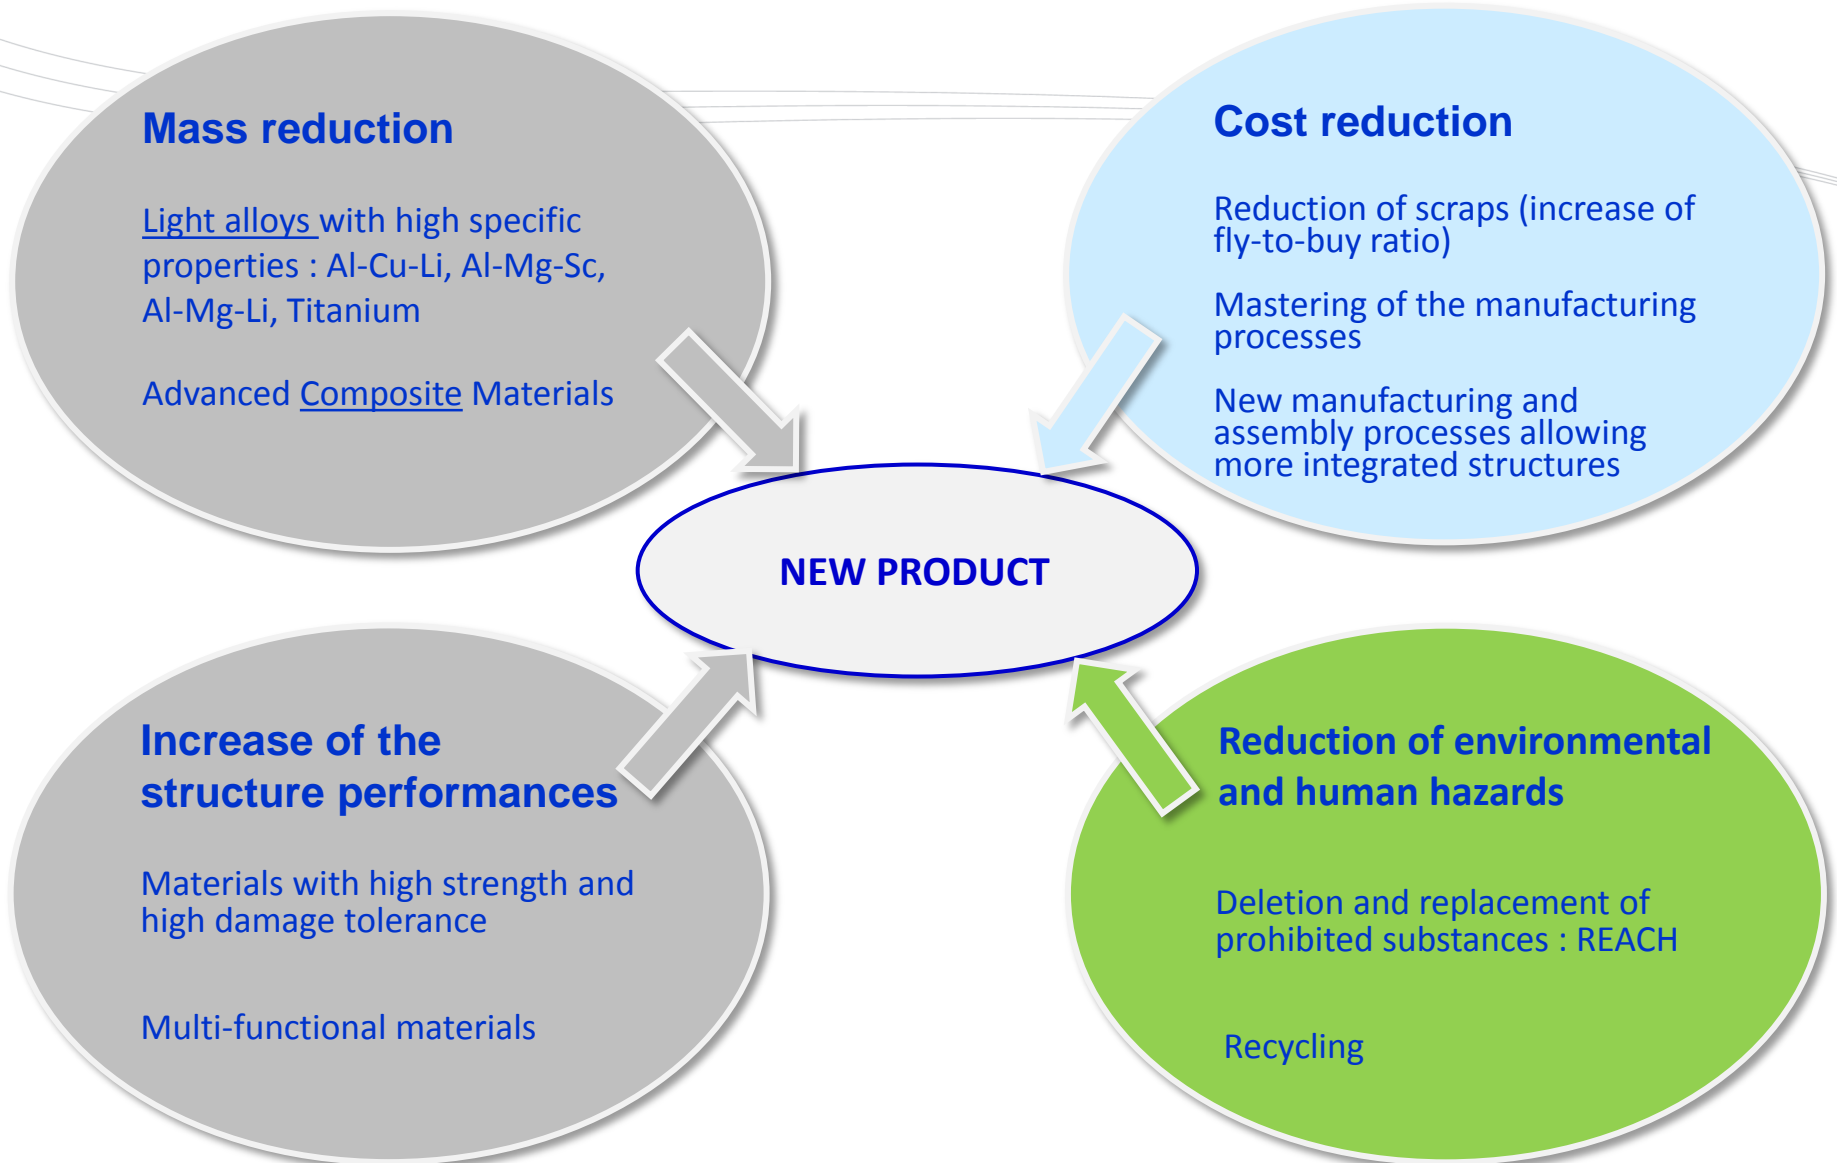 Mass reduction
Light alloys with high specific
properties : Al-Cu-Li, Al-Mg-Sc,
Al-Mg-Li, Titanium
Advanced Composite Materials
Cost reduction
Reduction of scraps (increase of
fly-to-buy ratio)
Mastering of the manufacturing
processes
New manufacturing and
assembly processes allowing
more integrated structures
NEW PRODUCT
Increase of the
structure performances
Materials with high strength and
high damage tolerance
Multi-functional materials
Reduction of environmental
and human hazards
Deletion and replacement of
prohibited substances : REACH
Recycling